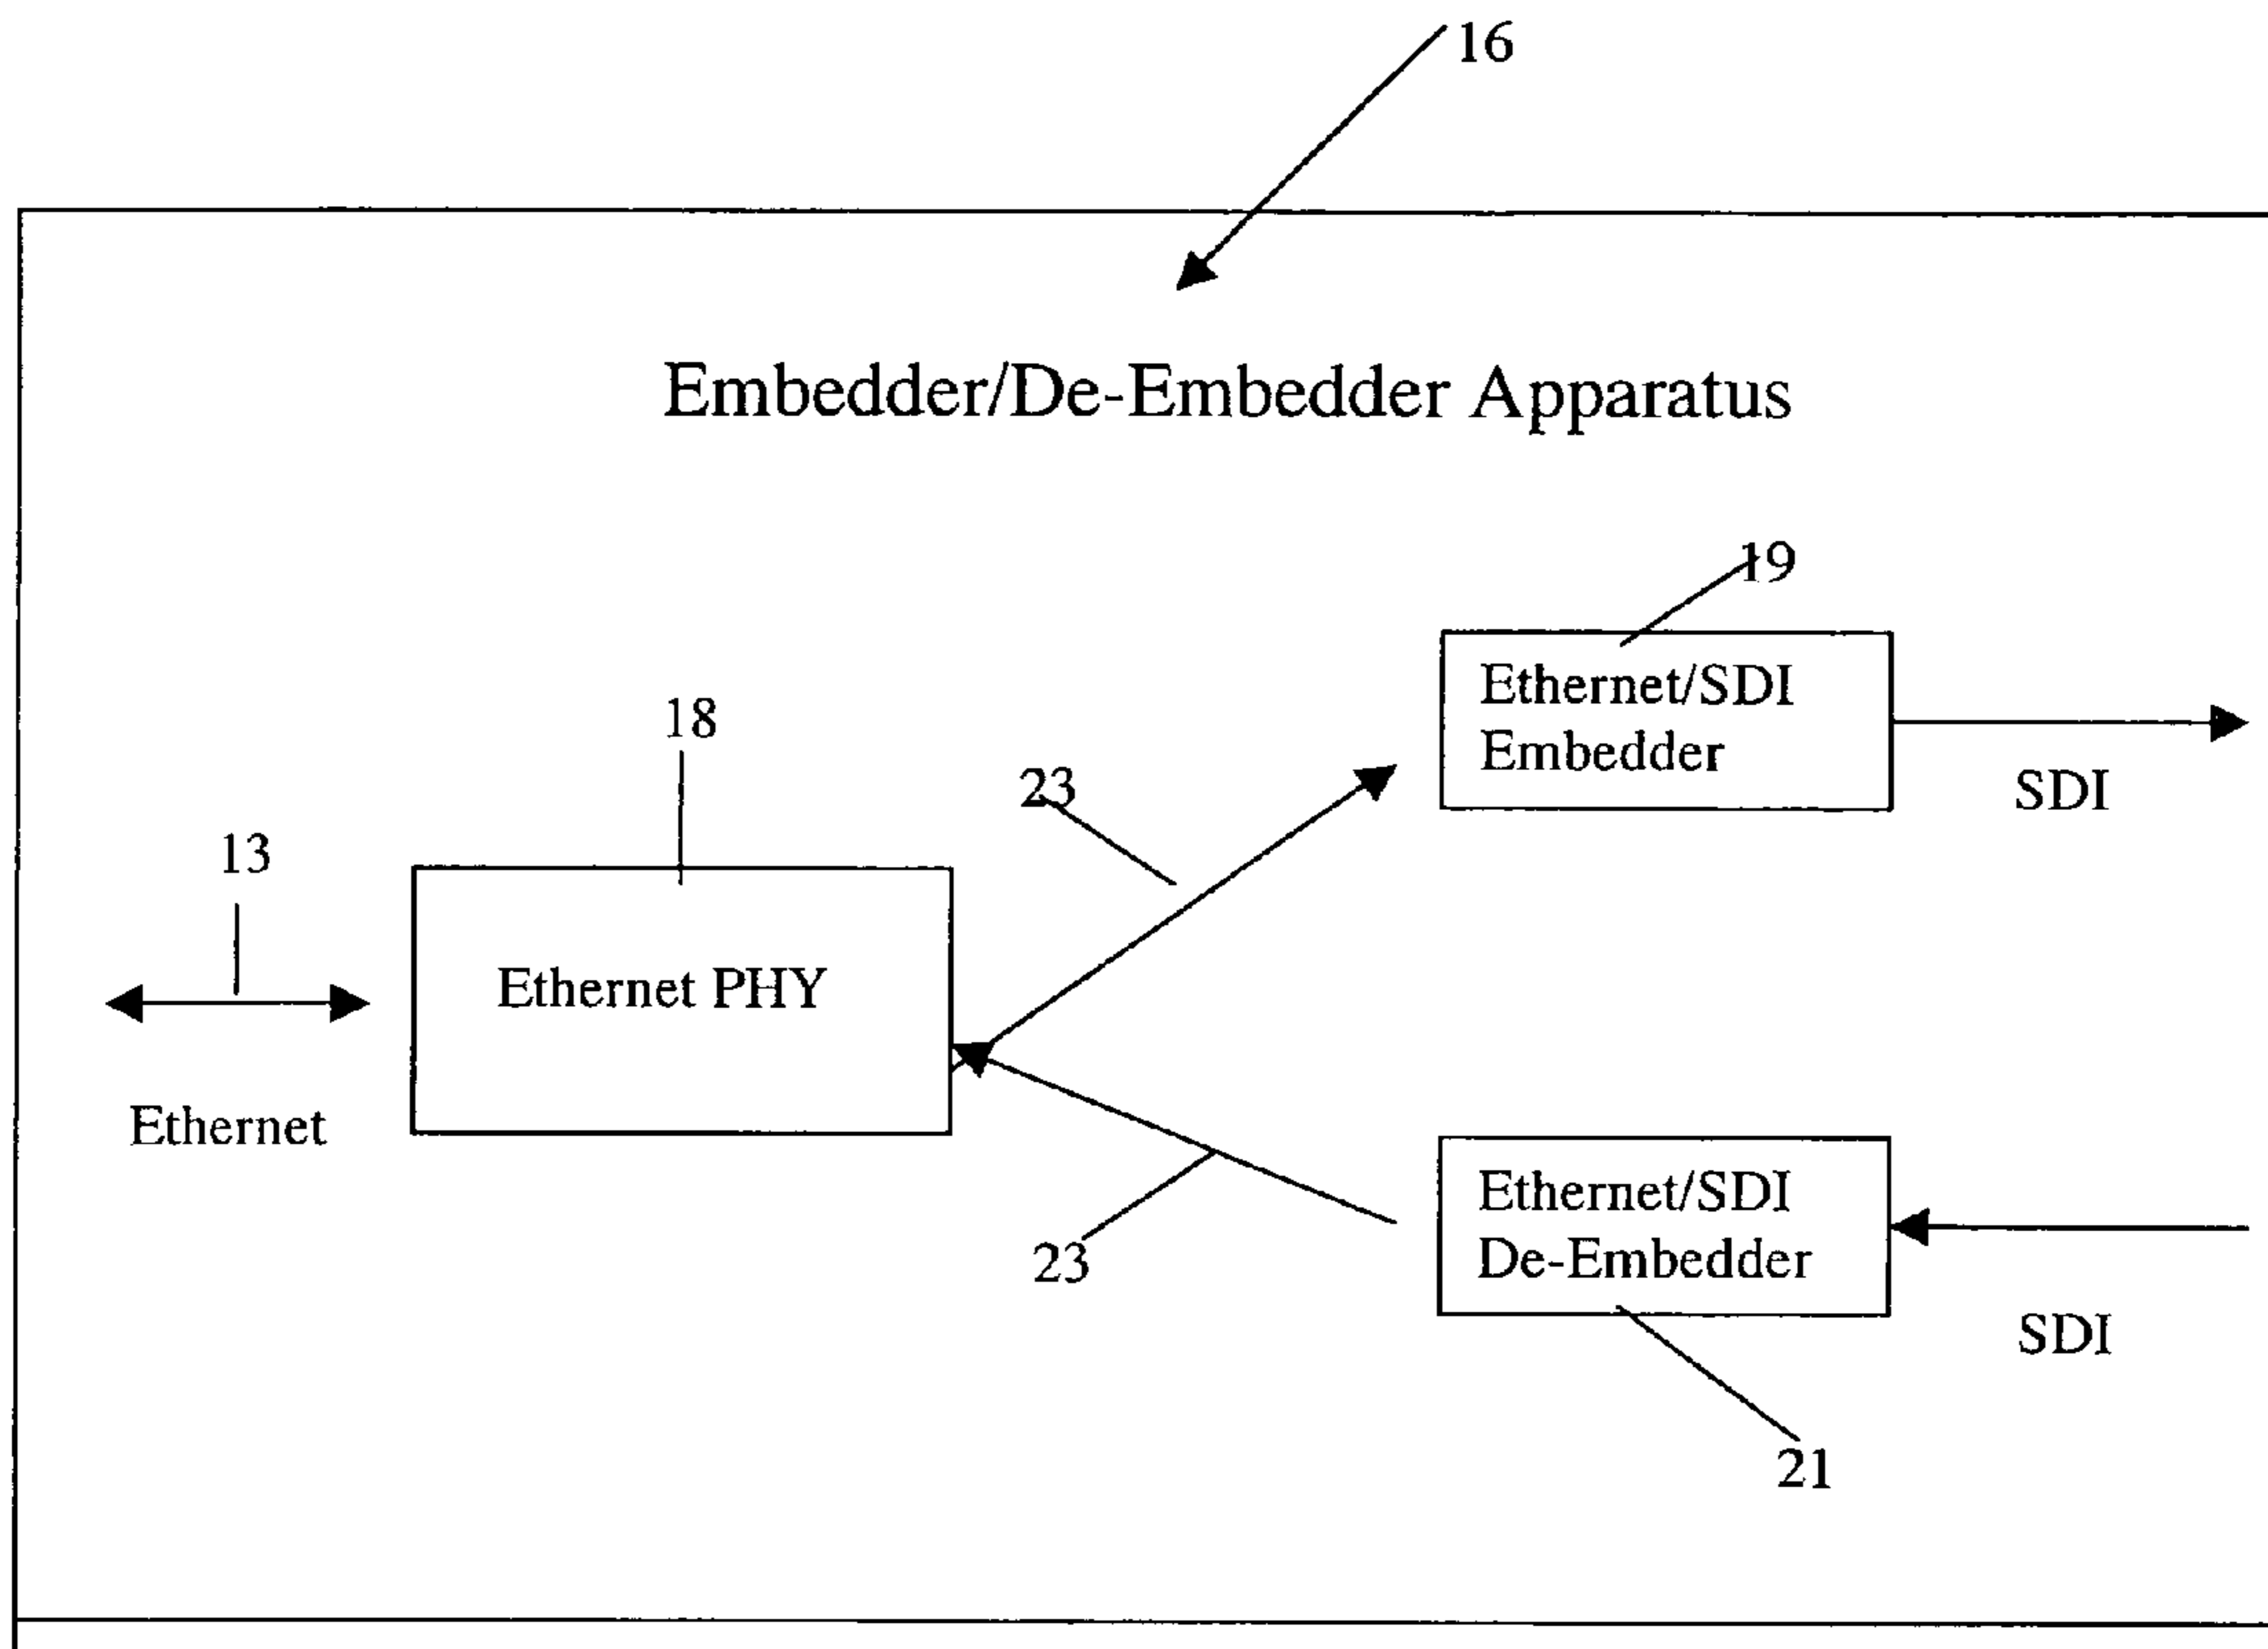 16
Embedder/De-Embedder Apparatus
19
Ethernet/SDI
Embedder
SDI
18
23
13
Ethernet PHY
Ethernet
23
Ethernet/SDI
De-Embedder
SDI
21